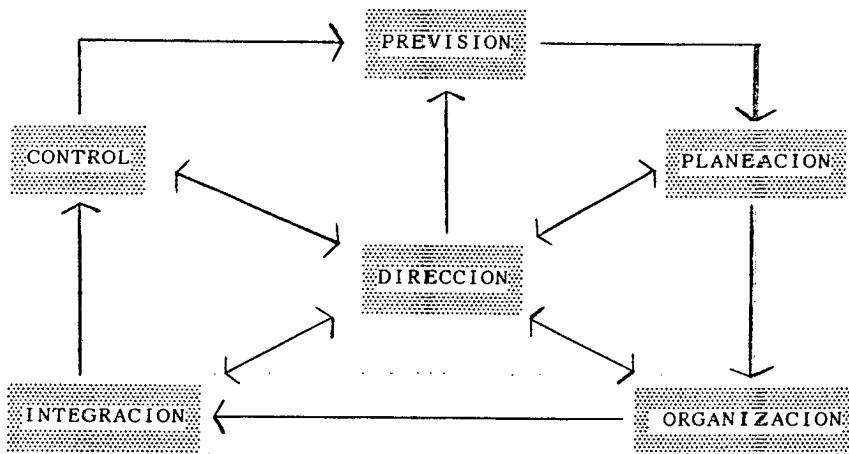 PREVISION
CONTROL
PLANEACION
DIRECCION
INTEGRACION
ORGANIZACION